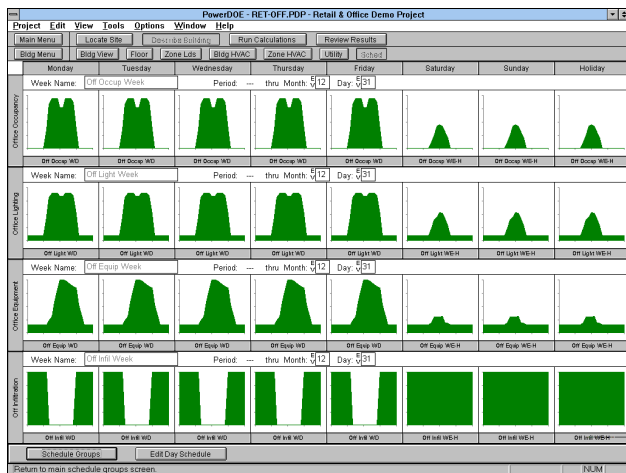 PowerDOE - RET-OFF.PDP - Retail & Office Demo Project
Project Edit View Tools Options Window Help
Main Menu Locate Site Describe Building Run Calculations Review Results
Bldg Menu Bldg View Floor Zone Lds Bldg HVAC Zone HVAC Utility Sched
Monday Tuesday Wednesday Thursday Friday Saturday Sunday Holiday
Office Occupancy
Week Name: Off Occup Week Period: --- thru Month: 12 Day: 31
Off Occup WD Off Occup WD Off Occup WD Off Occup WD Off Occup WD Off Occup WE-H Off Occup WE-H Off Occup WE-H
Office Lighting
Week Name: Off Light Week Period: --- thru Month: 12 Day: 31
Off Light WD Off Light WD Off Light WD Off Light WD Off Light WD Off Light WE-H Off Light WE-H Off Light WE-H
Office Equipment
Week Name: Off Equip Week Period: --- thru Month: 12 Day: 31
Off Equip WD Off Equip WD Off Equip WD Off Equip WD Off Equip WD Off Equip WE-H Off Equip WE-H Off Equip WE-H
Off Infiltration
Week Name: Off Infil Week Period: --- thru Month: 12 Day: 31
Off Infil WD Off Infil WD Off Infil WD Off Infil WD Off Infil WD Off Infil WE-H Off Infil WE-H Off Infil WE-H
Schedule Groups Edit Day Schedule
Return to main schedule groups screen. NUM